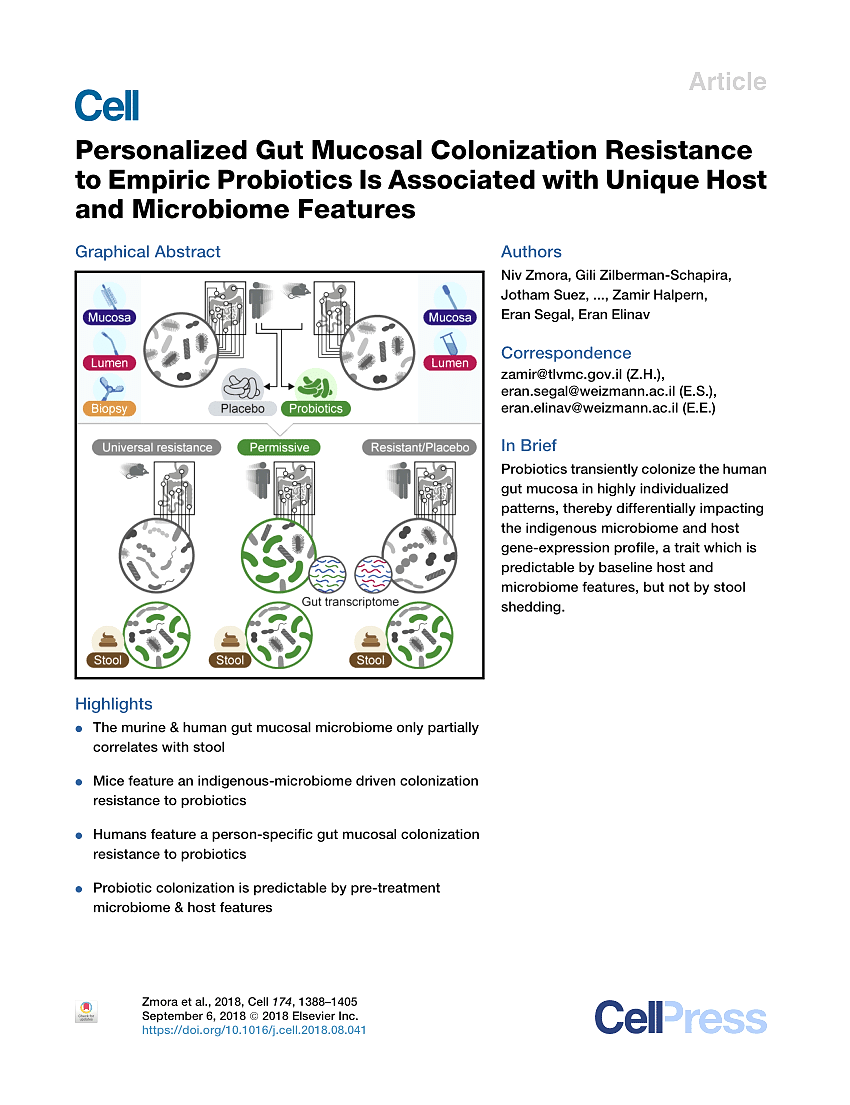 Article
Cell
Personalized Gut Mucosal Colonization Resistance
to Empiric Probiotics Is Associated with Unique Host
and Microbiome Features
Graphical Abstract
Mucosa
Lumen
Biopsy
Mucosa
Lumen
Placebo
Probiotics
Universal resistance
Permissive
Resistant/Placebo
Gut transcriptome
Stool
Stool
Stool
Highlights
The murine & human gut mucosal microbiome only partially
correlates with stool
Mice feature an indigenous-microbiome driven colonization
resistance to probiotics
Humans feature a person-specific gut mucosal colonization
resistance to probiotics
Probiotic colonization is predictable by pre-treatment
microbiome & host features
Authors
Niv Zmora, Gili Zilberman-Schapira,
Jotham Suez, ..., Zamir Halpern,
Eran Segal, Eran Elinav
Correspondence
zamir@tlvmc.gov.il (Z.H.),
eran.segal@weizmann.ac.il (E.S.),
eran.elinav@weizmann.ac.il (E.E.)
In Brief
Probiotics transiently colonize the human
gut mucosa in highly individualized
patterns, thereby differentially impacting
the indigenous microbiome and host
gene-expression profile, a trait which is
predictable by baseline host and
microbiome features, but not by stool
shedding.
Check for
updates
Zmora et al., 2018, Cell 174, 1388–1405
September 6, 2018 © 2018 Elsevier Inc.
https://doi.org/10.1016/j.cell.2018.08.041
CellPress